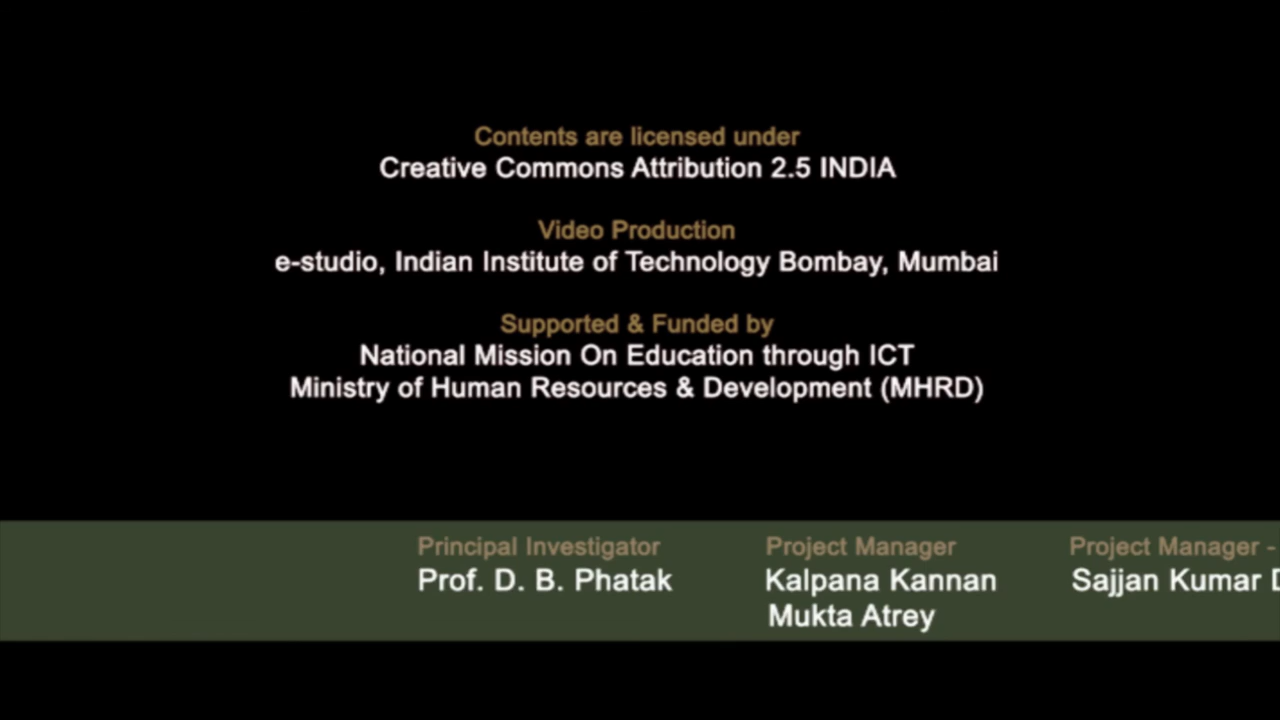 Contents are licensed under
Creative Commons Attribution 2.5 INDIA
Video Production
e-studio, Indian Institute of Technology Bombay, Mumbai
Supported & Funded by
National Mission On Education through ICT
Ministry of Human Resources & Development (MHRD)
Principal Investigator
Prof. D. B. Phatak
Project Manager
Kalpana Kannan
Mukta Atrey
Project Manager -
Sajjan Kumar